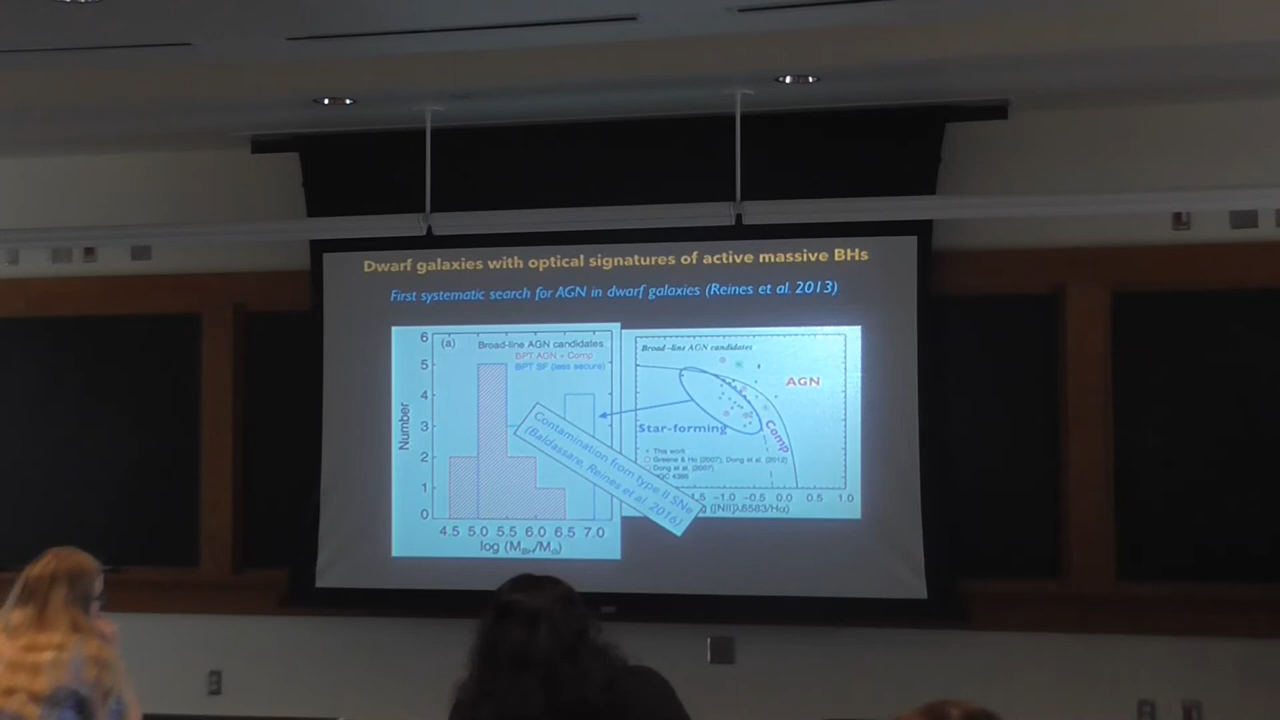 Dwarf galaxies with optical signatures of active massive BHs
First systematic search for AGN in dwarf galaxies (Reines et al. 2013)
(a) Broad-line AGN candidates
BPT AGN + Comp
BPT SF (less secure)
Number
6
5
4
3
2
1
0
4.5 5.0 5.5 6.0 6.5 7.0
log (M_BH/M_⊙)
Contamination from type II SNe
(Baldassare, Reines et al. 2016)
Broad-line AGN candidates
AGN
Star-forming
Comp
This work
Greene & Ho (2007), Dong et al. (2012)
Dong et al. (2007)
4395
-1.0 -0.5 0.0 0.5 1.0
([NII]λ6583/Hα)